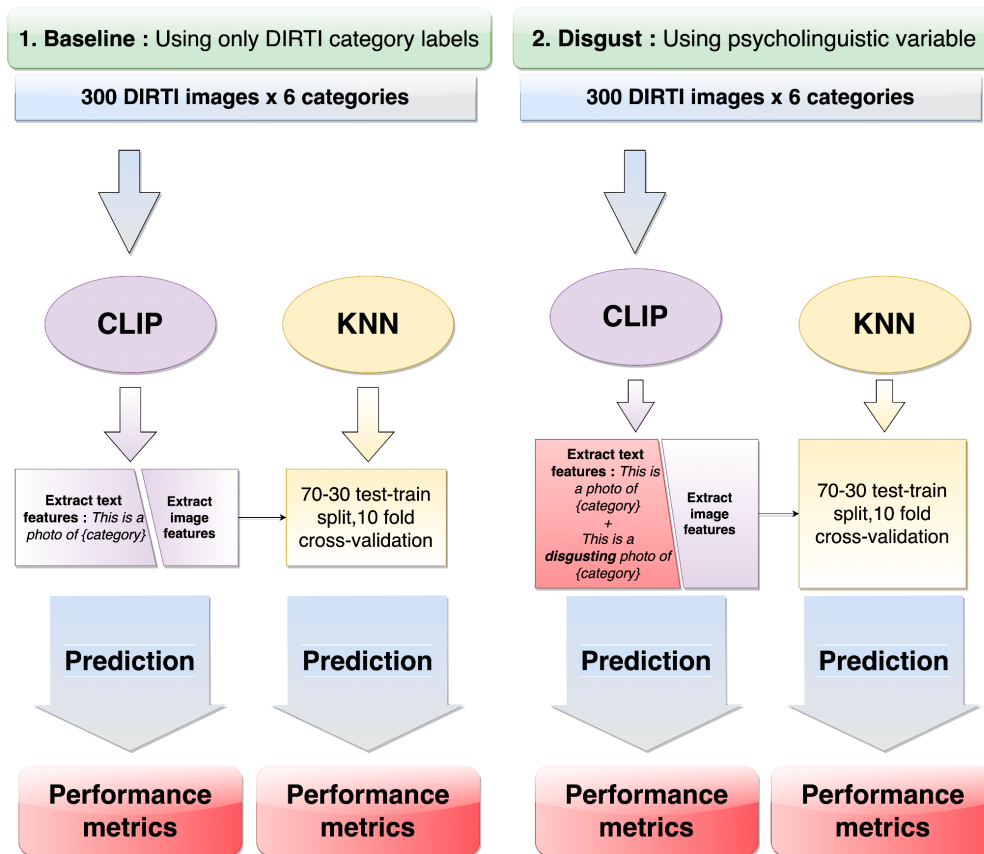 1. Baseline : Using only DIRTI category labels
300 DIRTI images x 6 categories
CLIP
KNN
Extract text
features : This is a
photo of {category}
Extract
image
features
70-30 test-train
split,10 fold
cross-validation
Prediction
Prediction
Performance
metrics
Performance
metrics
2. Disgust : Using psycholinguistic variable
300 DIRTI images x 6 categories
CLIP
KNN
Extract text
features : This is
a photo of
{category}
+
This is a
disgusting photo of
{category}
Extract
image
features
70-30 test-train
split,10 fold
cross-validation
Prediction
Prediction
Performance
metrics
Performance
metrics